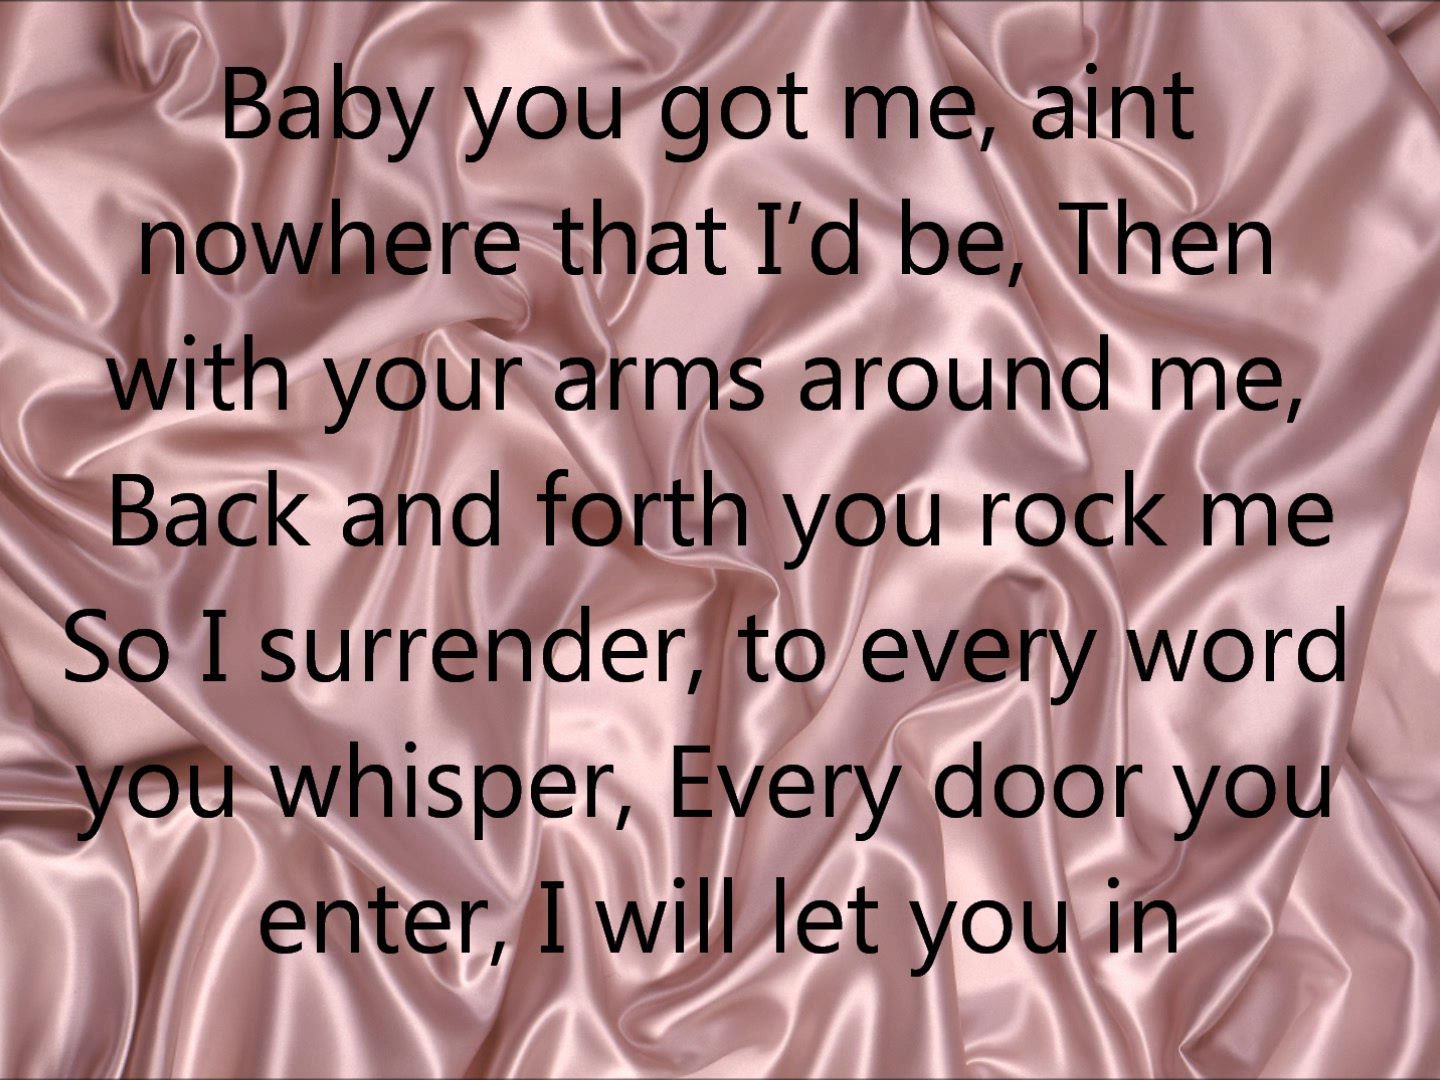 Baby you got me, aint
nowhere that I’d be, Then
with your arms around me,
Back and forth you rock me
So I surrender, to every word
you whisper, Every door you
enter, I will let you in